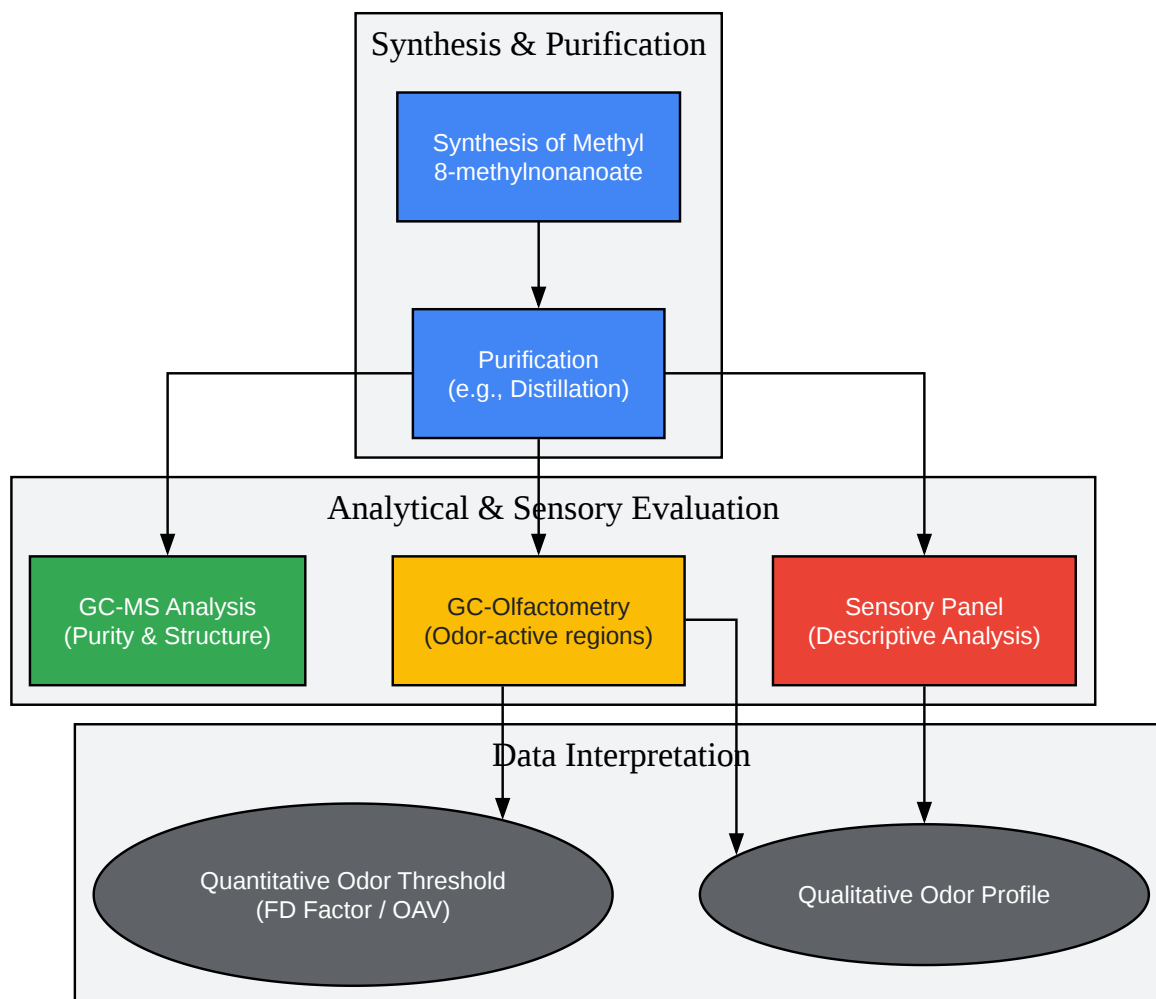 Synthesis & Purification
Synthesis of Methyl
8-methylnonanoate
Purification
(e.g., Distillation)
Analytical & Sensory Evaluation
GC-MS Analysis
(Purity & Structure)
GC-Olfactometry
(Odor-active regions)
Sensory Panel
(Descriptive Analysis)
Data Interpretation
Quantitative Odor Threshold
(FD Factor / OAV)
Qualitative Odor Profile